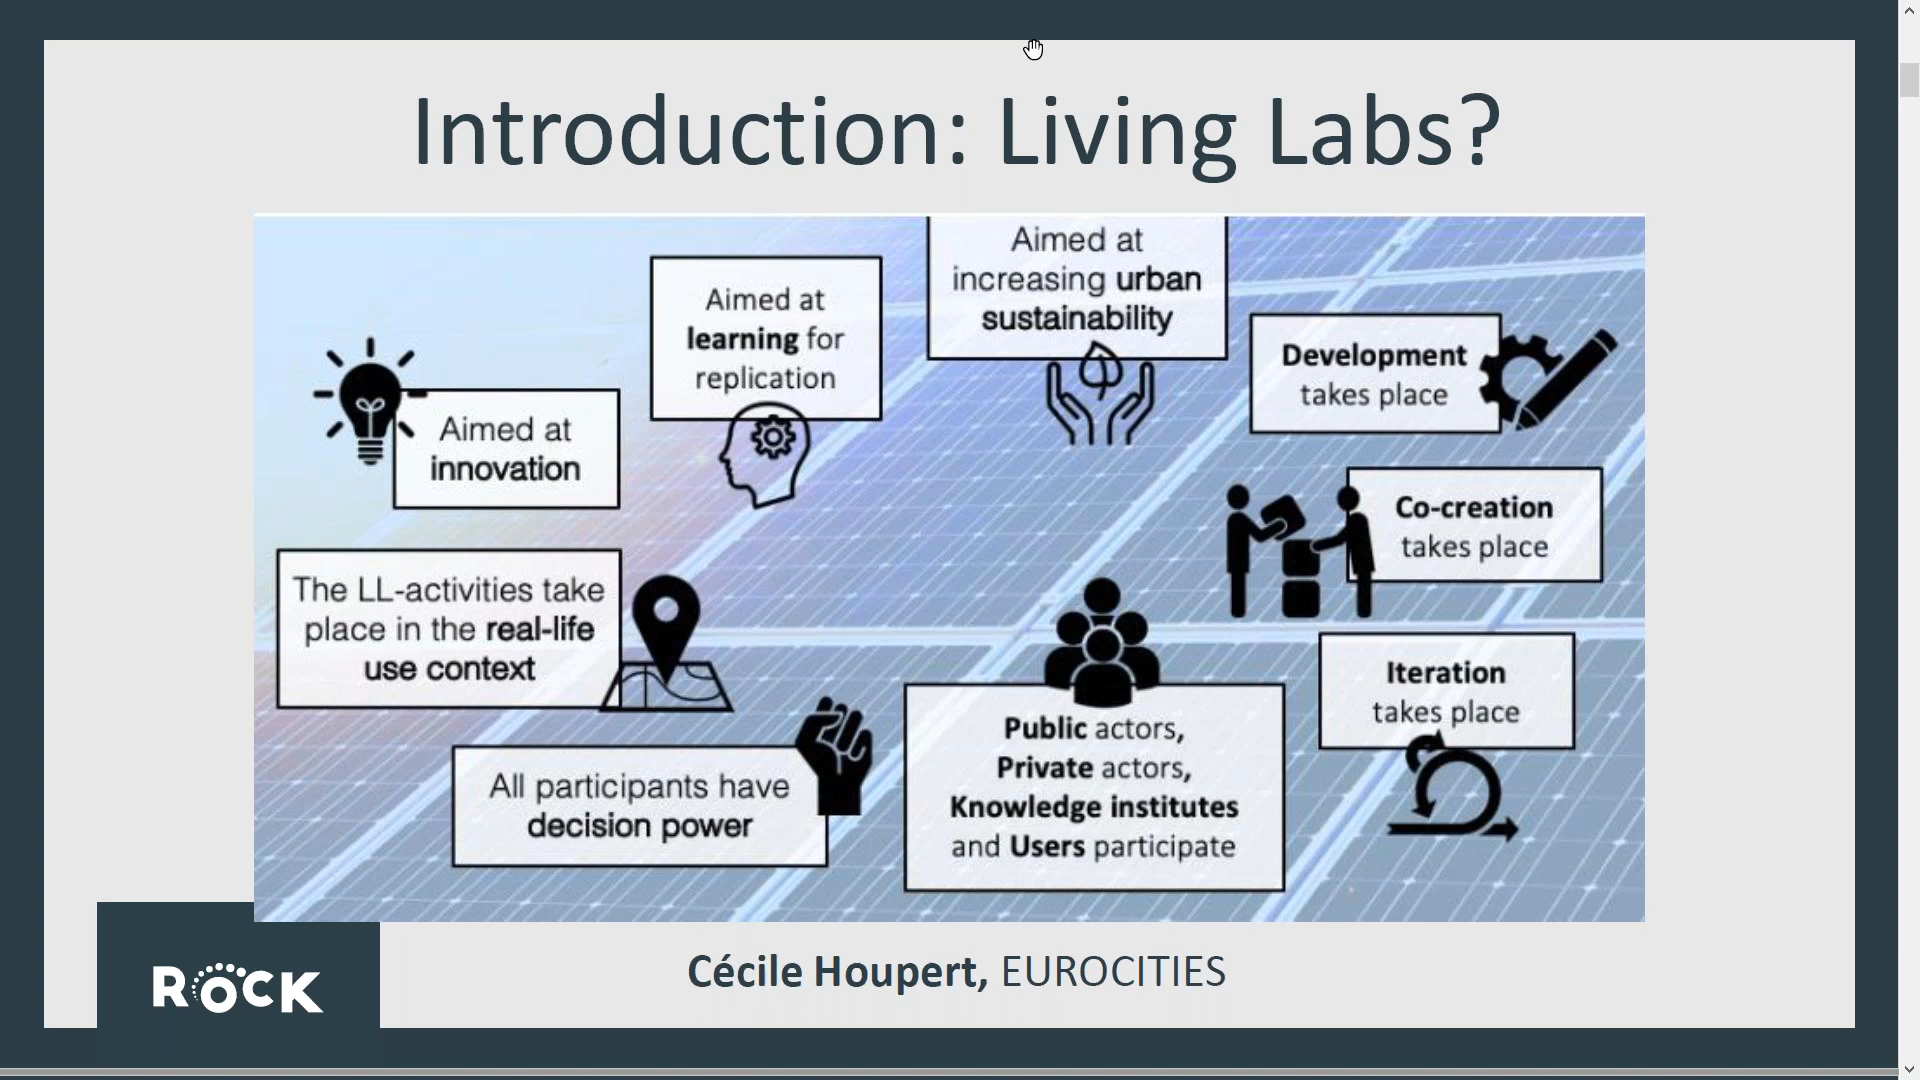 Introduction: Living Labs?
Aimed at
innovation
Aimed at
learning for
replication
Aimed at
increasing urban
sustainability
Development
takes place
Co-creation
takes place
The LL-activities take
place in the real-life
use context
Iteration
takes place
All participants have
decision power
Public actors,
Private actors,
Knowledge institutes
and Users participate
ROCK
Cécile Houpert, EUROCITIES